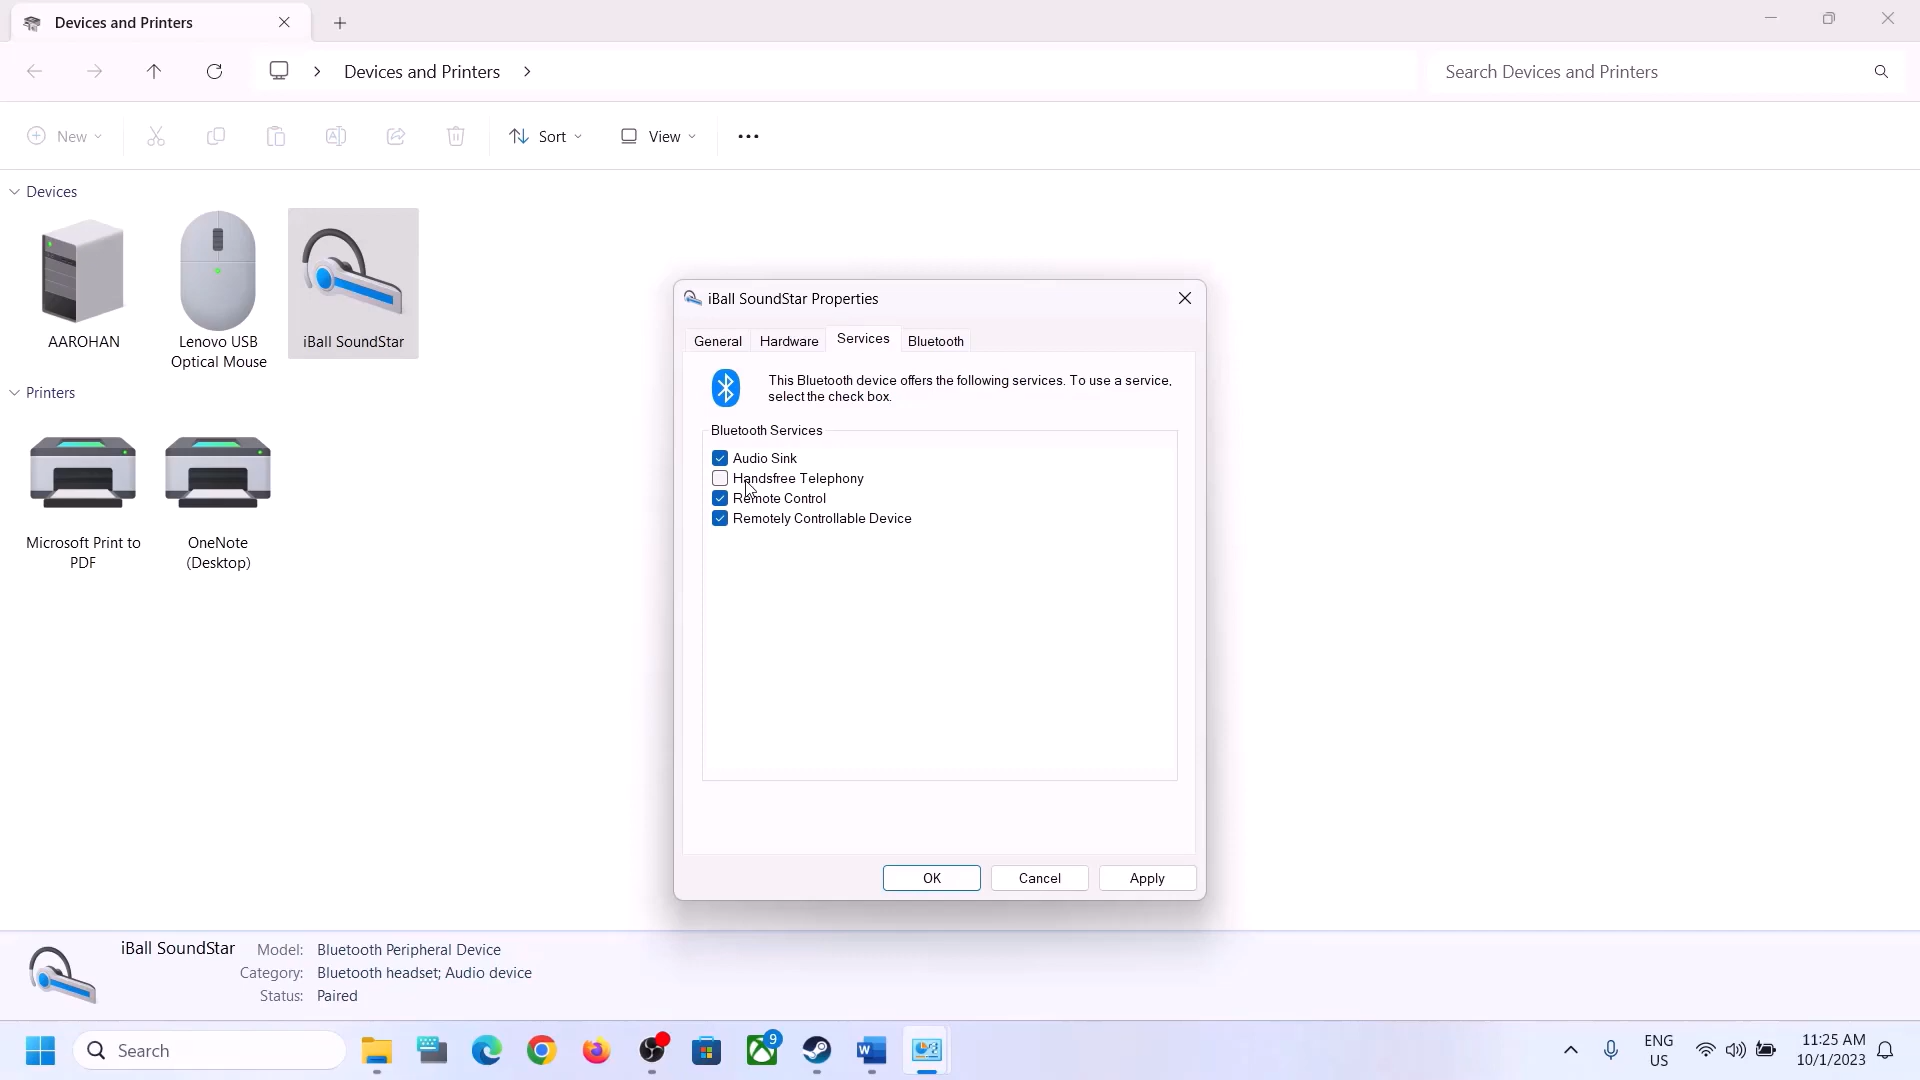 Devices and Printers
Devices and Printers
Search Devices and Printers
New
Sort
View
Devices
AAROHAN
Lenovo USB
Optical Mouse
iBall SoundStar
Printers
Microsoft Print to
PDF
OneNote
(Desktop)
iBall SoundStar Properties
General
Hardware
Services
Bluetooth
This Bluetooth device offers the following services. To use a service,
select the check box.
Bluetooth Services
Audio Sink
Handsfree Telephony
Remote Control
Remotely Controllable Device
OK
Cancel
Apply
iBall SoundStar
Model: Bluetooth Peripheral Device
Category: Bluetooth headset; Audio device
Status: Paired
Search
9
ENG
US
11:25 AM
10/1/2023